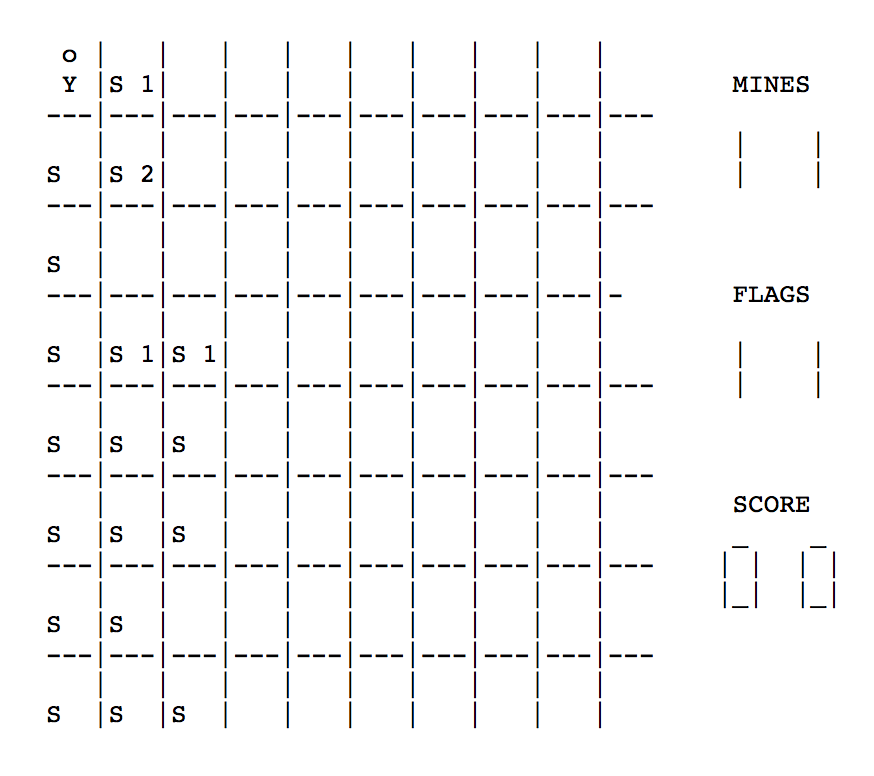 o |   |   |   |   |   |   |   |   |
 Y |S 1|   |   |   |   |   |   |   |        MINES
---|---|---|---|---|---|---|---|---|---
   |   |   |   |   |   |   |   |   |        |    |
S  |S 2|   |   |   |   |   |   |   |        |    |
---|---|---|---|---|---|---|---|---|---
   |   |   |   |   |   |   |   |   |
S  |   |   |   |   |   |   |   |   |
---|---|---|---|---|---|---|---|---|-       FLAGS
   |   |   |   |   |   |   |   |   |
S  |S 1|S 1|   |   |   |   |   |   |        |    |
---|---|---|---|---|---|---|---|---|---     |    |
   |   |   |   |   |   |   |   |   |
S  |S  |S  |   |   |   |   |   |   |
---|---|---|---|---|---|---|---|---|---
   |   |   |   |   |   |   |   |   |        SCORE
S  |S  |S  |   |   |   |   |   |   |        _    _
---|---|---|---|---|---|---|---|---|---    | |  | |
   |   |   |   |   |   |   |   |   |       |_|  |_|
S  |S  |   |   |   |   |   |   |   |
---|---|---|---|---|---|---|---|---|---
   |   |   |   |   |   |   |   |   |
S  |S  |S  |   |   |   |   |   |   |